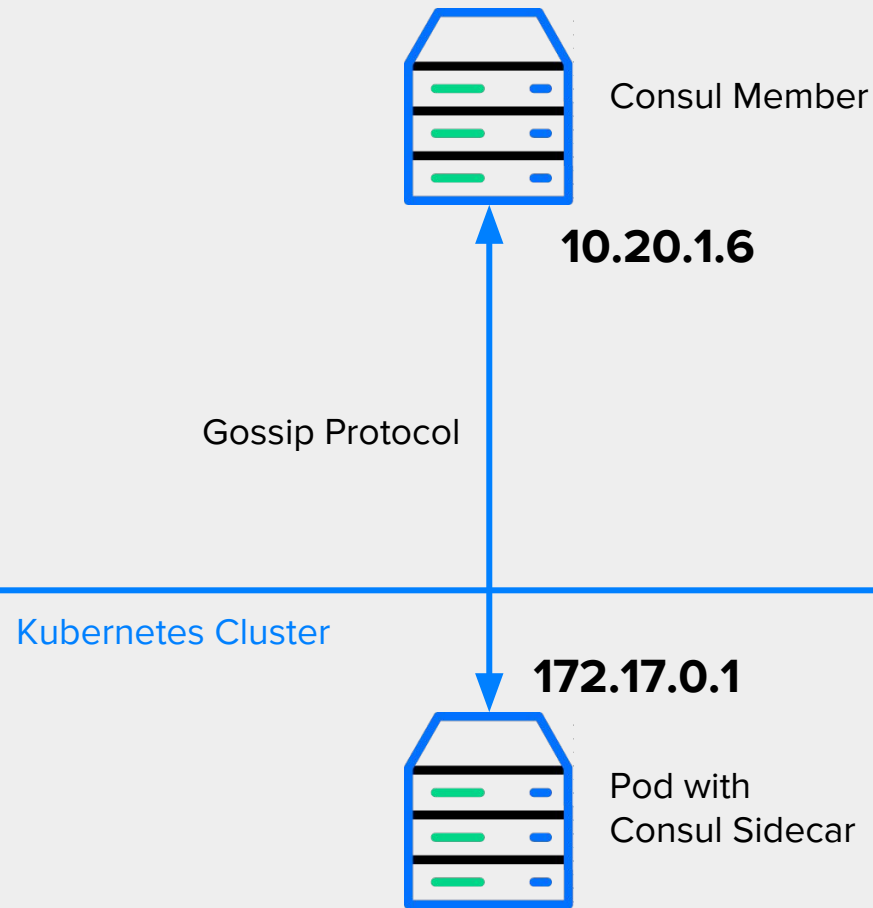 Consul Member
10.20.1.6
Gossip Protocol
Kubernetes Cluster
172.17.0.1
Pod with
Consul Sidecar